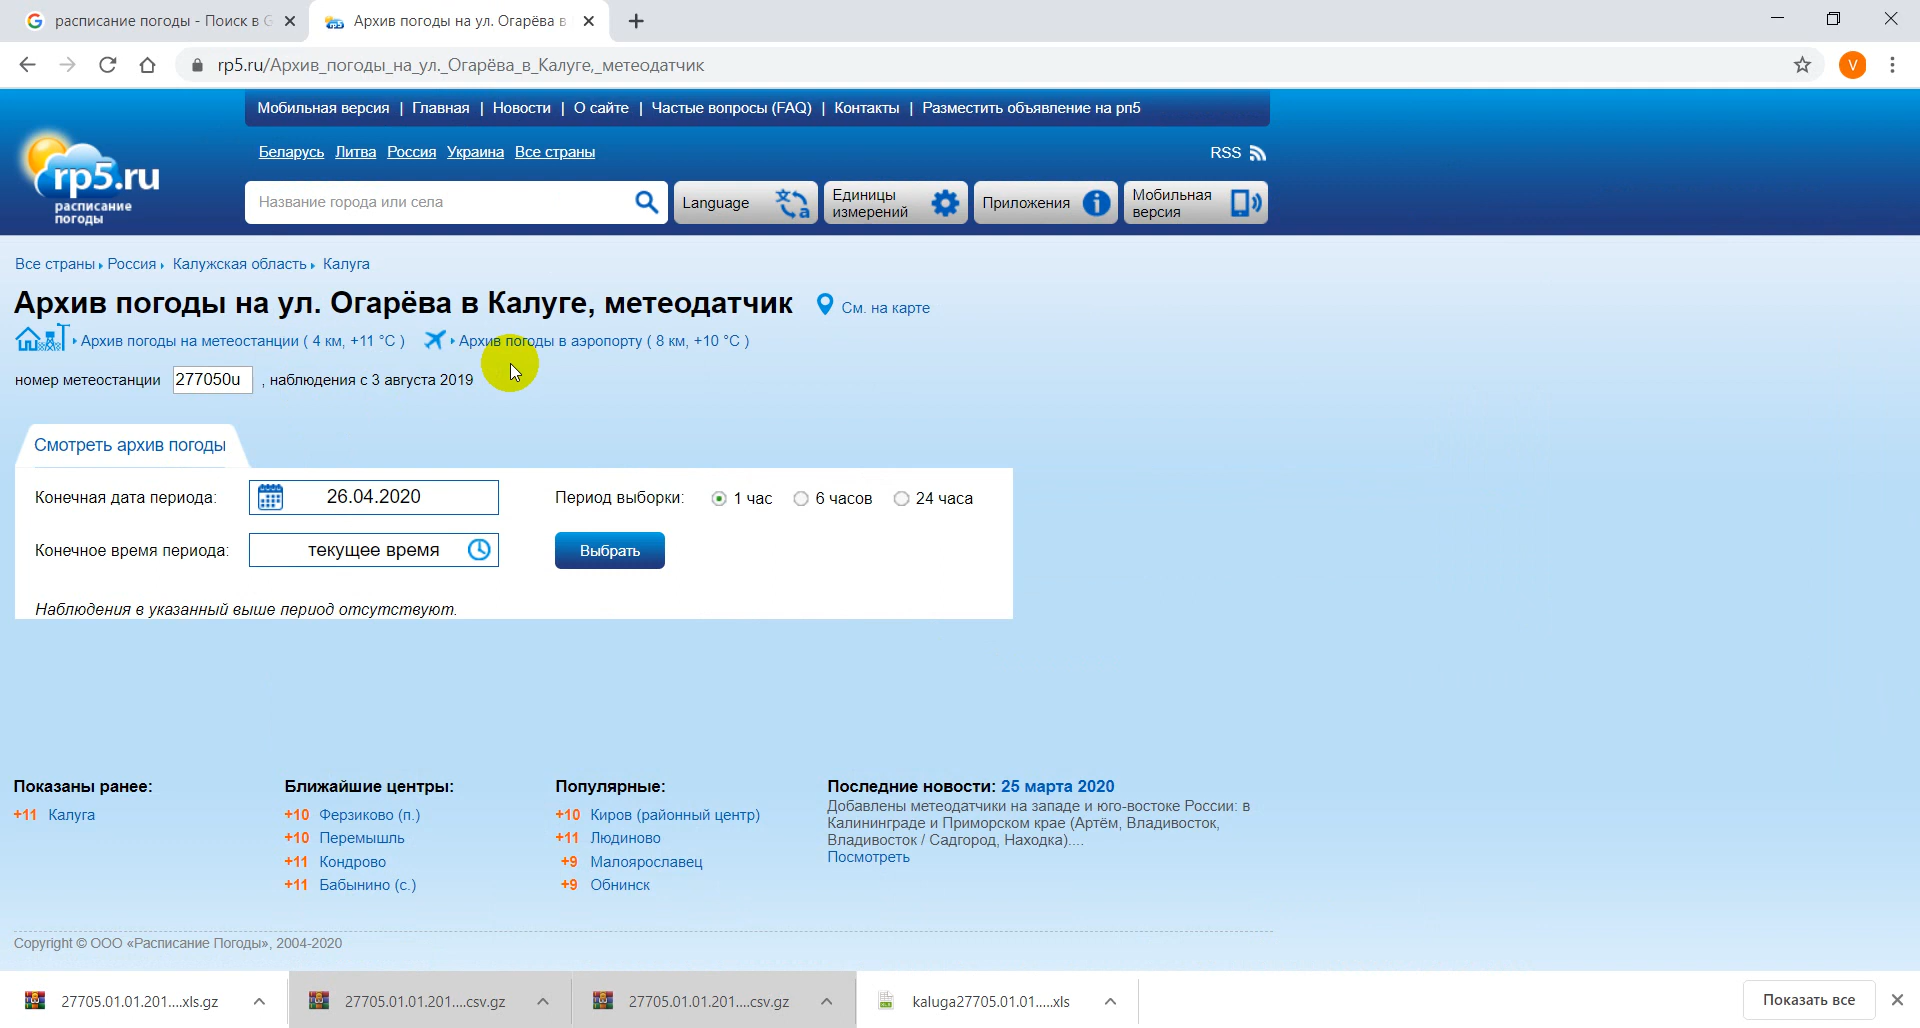 расписание погоды - Поиск в G
Архив погоды на ул. Огарёва в
rp5.ru/Архив_погоды_на_ул._Огарёва_в_Калуге,_метеодатчик
V
Мобильная версия | Главная | Новости | О сайте | Частые вопросы (FAQ) | Контакты | Разместить объявление на рп5
Беларусь Литва Россия Украина Все страны
RSS
rp5.ru
расписание
погоды
Название города или села
Language
Единицы
измерений
Приложения
Мобильная
версия
Все страны Россия Калужская область Калуга
Архив погоды на ул. Огарёва в Калуге, метеодатчик
См. на карте
Архив погоды на метеостанции ( 4 км, +11 °C )
Архив погоды в аэропорту ( 8 км, +10 °C )
номер метеостанции 277050u , наблюдения с 3 августа 2019
Смотреть архив погоды
Конечная дата периода: 26.04.2020
Период выборки: 1 час 6 часов 24 часа
Конечное время периода: текущее время
Выбрать
Наблюдения в указанный выше период отсутствуют.
Показаны ранее:
+11 Калуга
Ближайшие центры:
+10 Ферзиково (п.)
+10 Перемышль
+11 Кондрово
+11 Бабынино (с.)
Популярные:
+10 Киров (районный центр)
+11 Людиново
+9 Малоярославец
+9 Обнинск
Последние новости: 25 марта 2020
Добавлены метеодатчики на западе и юго-востоке России: в
Калининграде и Приморском крае (Артём, Владивосток,
Владивосток / Садгород, Находка)....
Посмотреть
Copyright © ООО «Расписание Погоды», 2004-2020
27705.01.01.201....xls.gz
27705.01.01.201....csv.gz
27705.01.01.201....csv.gz
kaluga27705.01.01.....xls
Показать все